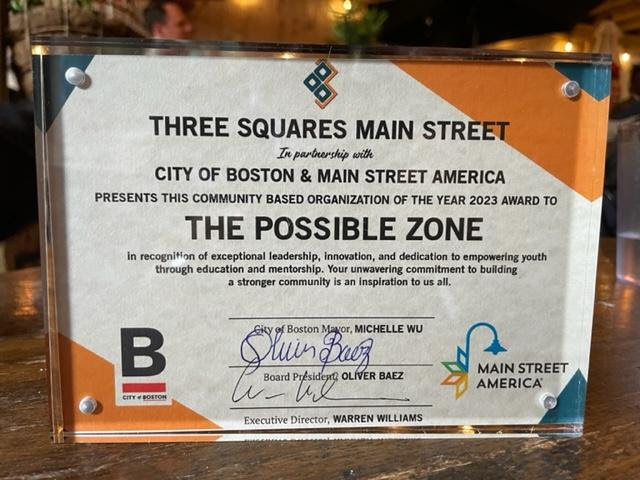 THREE SQUARES MAIN STREET
In partnership with
CITY OF BOSTON & MAIN STREET AMERICA
PRESENTS THIS COMMUNITY BASED ORGANIZATION OF THE YEAR 2023 AWARD TO
THE POSSIBLE ZONE
in recognition of exceptional leadership, innovation, and dedication to empowering youth
through education and mentorship. Your unwavering commitment to building
a stronger community is an inspiration to us all.
City of Boston Mayor, MICHELLE WU
Oliver Baez
Board President, OLIVER BAEZ
Executive Director, WARREN WILLIAMS
B
CITY of BOSTON
MAIN STREET
AMERICA